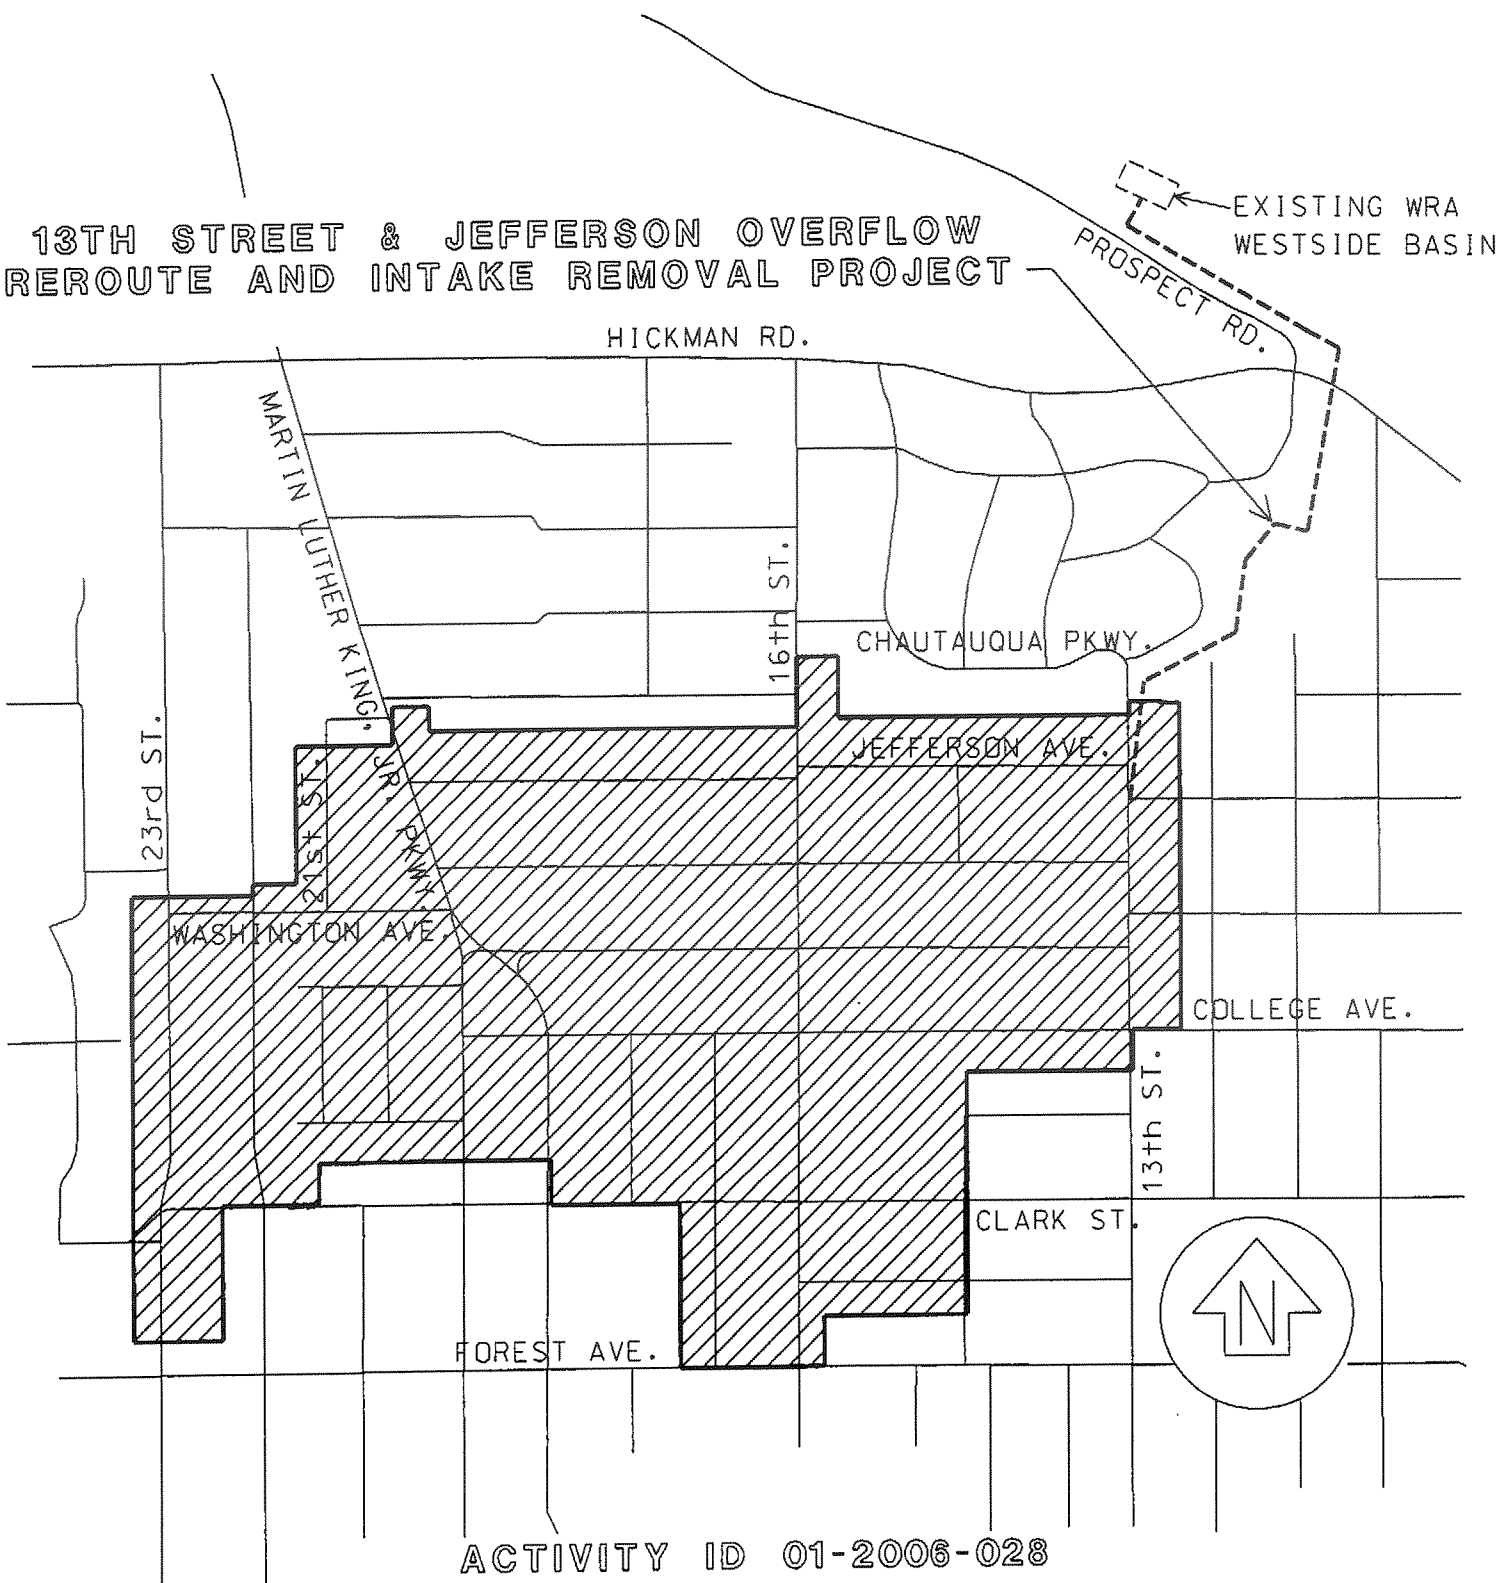 EXISTING WRA
WESTSIDE BASIN
13TH STREET & JEFFERSON OVERFLOW
REROUTE AND INTAKE REMOVAL PROJECT
PROSPECT RD.
HICKMAN RD.
MARTIN LUTHER KING, JR. PKWY.
16th ST.
CHAUTAUQUA PKWY.
23rd ST.
21st ST.
JEFFERSON AVE.
WASHINGTON AVE.
COLLEGE AVE.
13th ST.
CLARK ST.
N
FOREST AVE.
ACTIVITY ID 01-2006-028